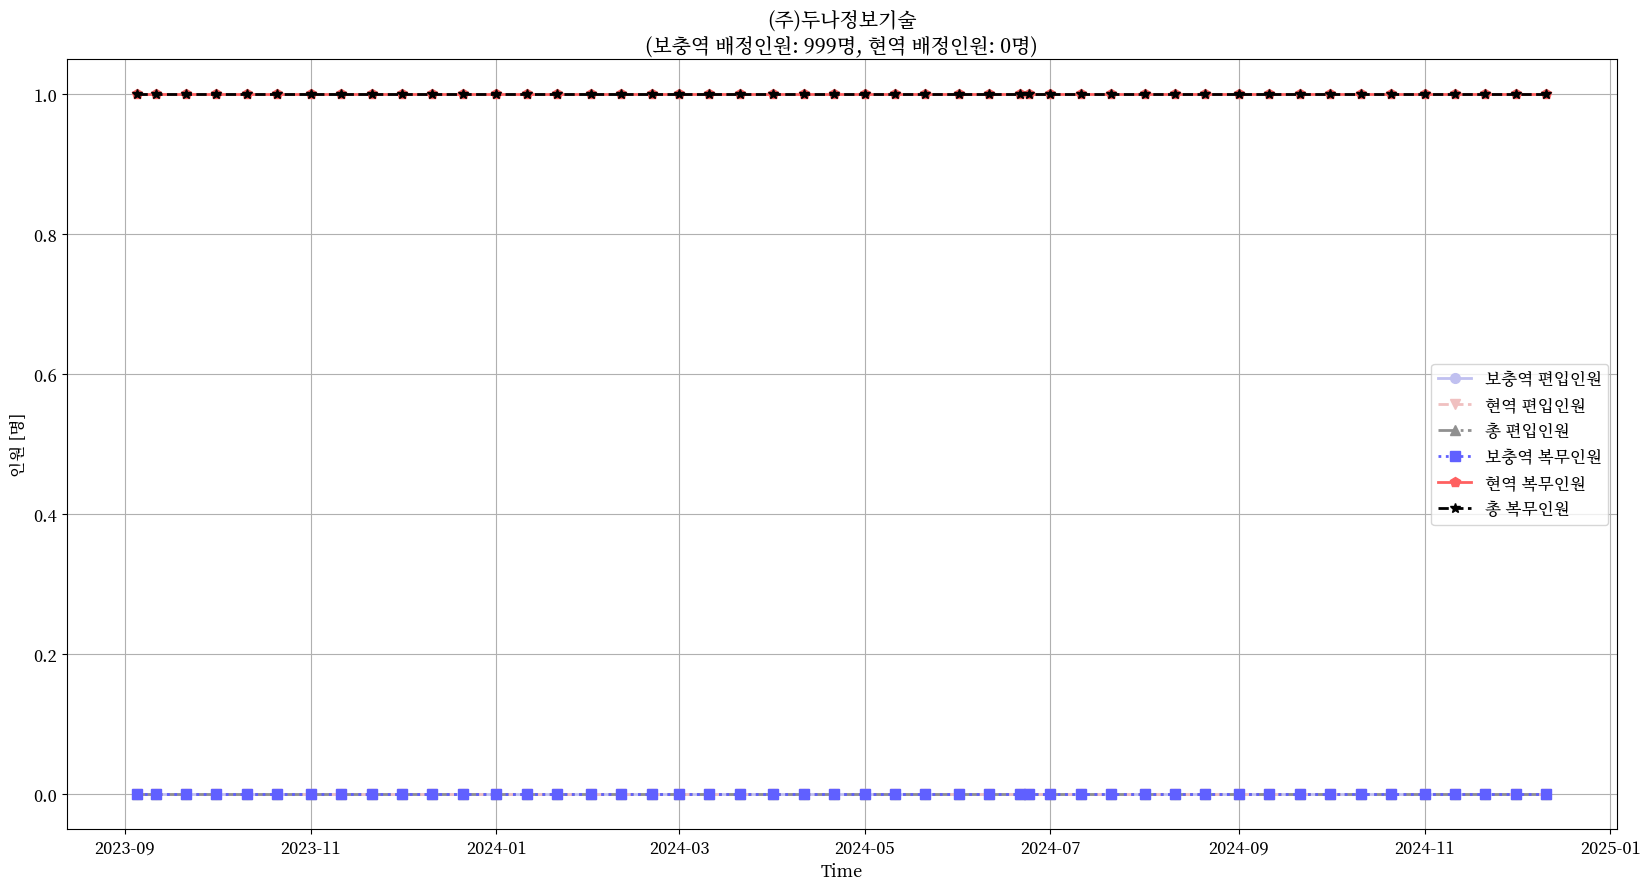 (주)두나정보기술
(보충역 배정인원: 999명, 현역 배정인원: 0명)
1.0
0.8
0.6
0.4
0.2
0.0
인원 [명]
보충역 편입인원
현역 편입인원
총 편입인원
보충역 복무인원
현역 복무인원
총 복무인원
2023-09 2023-11 2024-01 2024-03 2024-05 2024-07 2024-09 2024-11 2025-01
Time